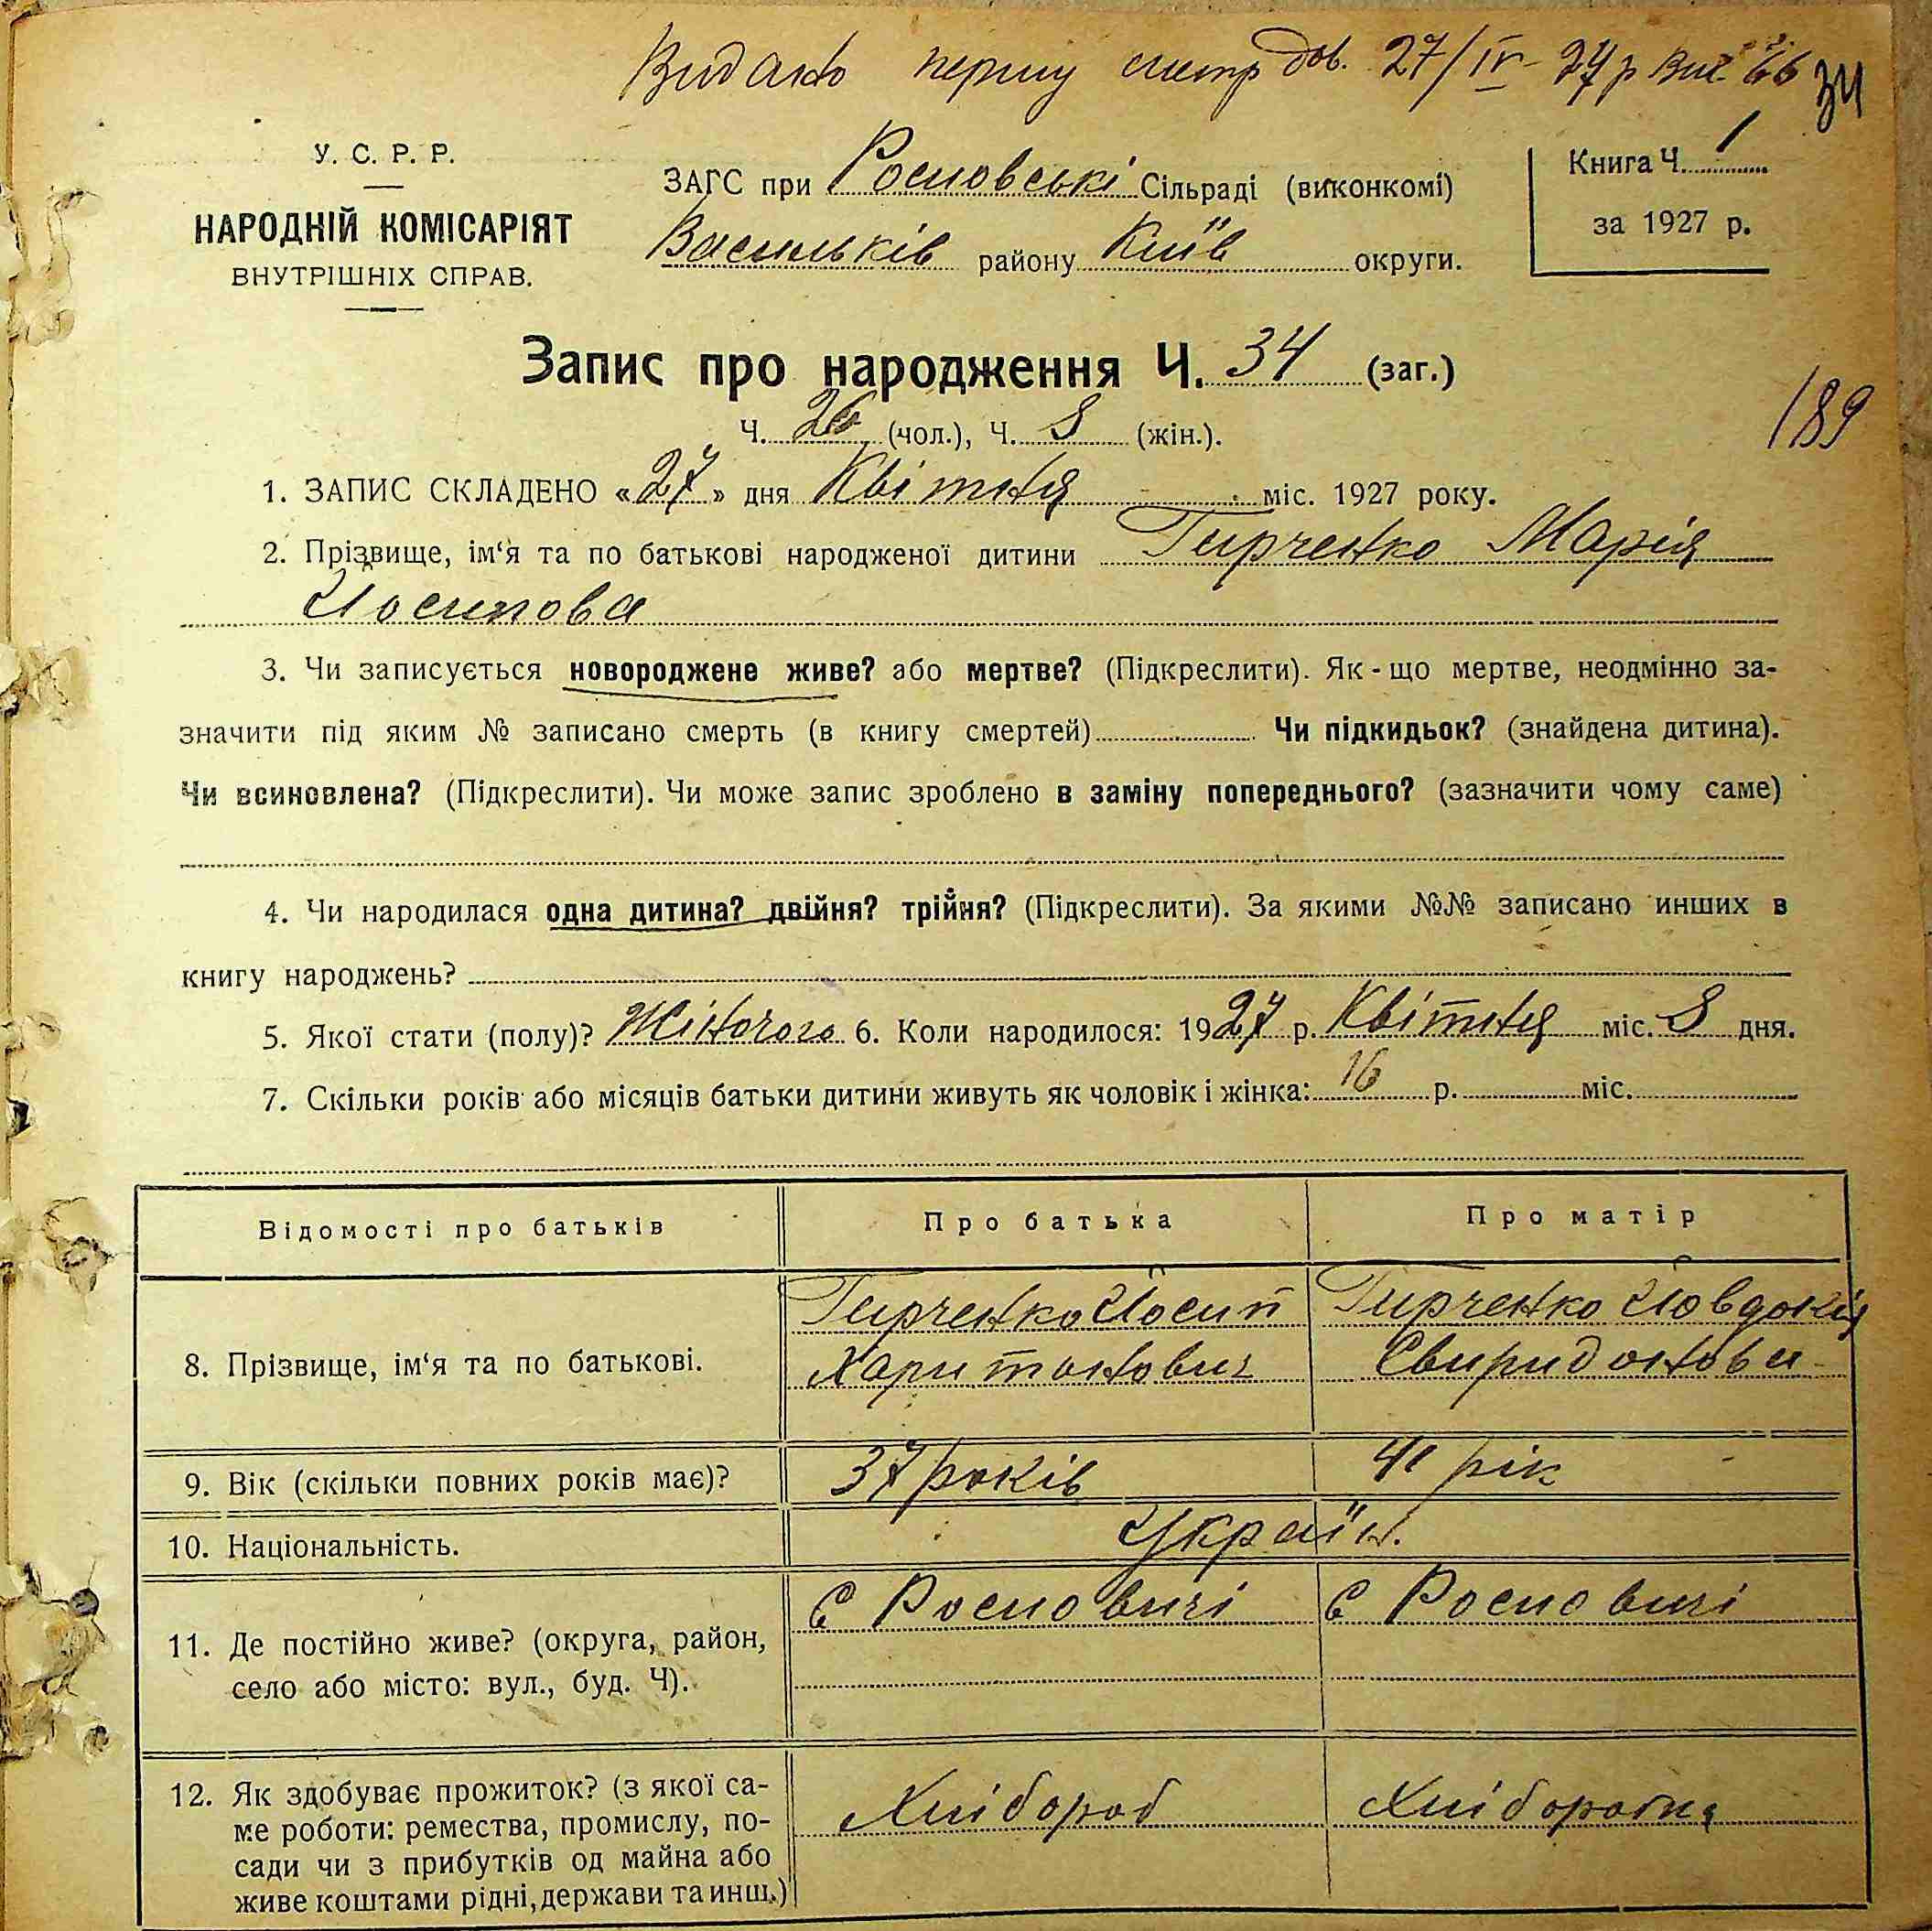 Видано першу метр дов. 27/IV-27р Вих. 66 34
У. С. Р. Р.
НАРОДНІЙ КОМІСАРІЯТ
ВНУТРІШНІХ СПРАВ.
ЗАГС при Росновські Сільраді (виконкомі)
Васильків району Київ округи.
Книга Ч. 1
за 1927 р.
Запис про народження Ч. 34 (заг.)
Ч. 26 (чол.), Ч. 8 (жін.).
189
1. ЗАПИС СКЛАДЕНО « 27 » дня Квітня міс. 1927 року.
2. Прізвище, ім‘я та по батькові народженої дитини Гирченко Марія
Йосипова
3. Чи записується новороджене живе? або мертве? (Підкреслити). Як-що мертве, неодмінно за-
значити під яким № записано смерть (в книгу смертей) Чи підкидьок? (знайдена дитина).
Чи всиновлена? (Підкреслити). Чи може запис зроблено в заміну попереднього? (зазначити чому саме)
4. Чи народилася одна дитина? двійня? трійня? (Підкреслити). За якими №№ записано инших в
книгу народжень?
5. Якої стати (полу)? Жіночого 6. Коли народилося: 1927 р. Квітня міс. 8 дня.
7. Скільки років або місяців батьки дитини живуть як чоловік і жінка: 16 р. міс.
Відомості про батьків Про батька Про матір
8. Прізвище, ім‘я та по батькові.
Гирченко Йосип
Харитонович
Гирченко Йовдокія
Свиридонова
9. Вік (скільки повних років має)? 37 років 41 рік
10. Національність. Україн.
11. Де постійно живе? (округа, район,
село або місто: вул., буд. Ч).
С Росновичі С Росновичі
12. Як здобуває прожиток? (з якої са-
ме роботи: ремества, промислу, по-
сади чи з прибутків од майна або
живе коштами рідні, держави та инш.)
Хлібороб Хліборобка